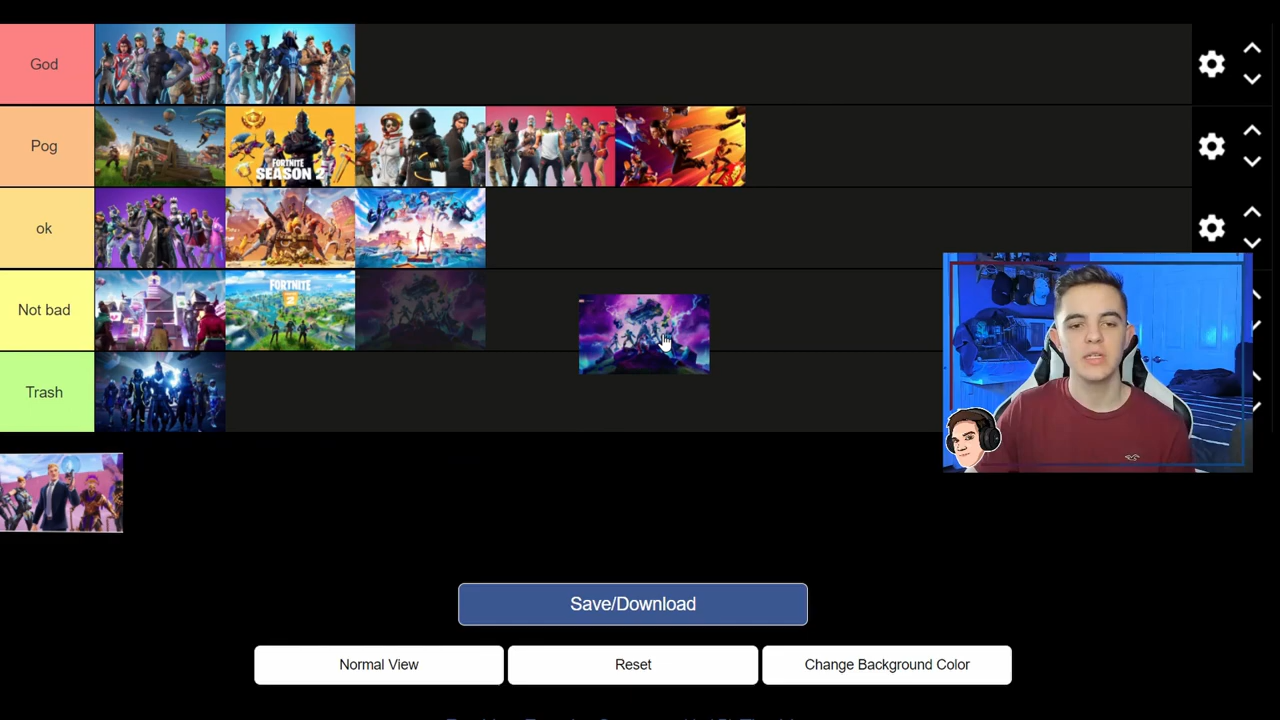 God
Pog
FORTNITE
SEASON 2
ok
Not bad
FORTNITE
2
Trash
Save/Download
Normal View
Reset
Change Background Color